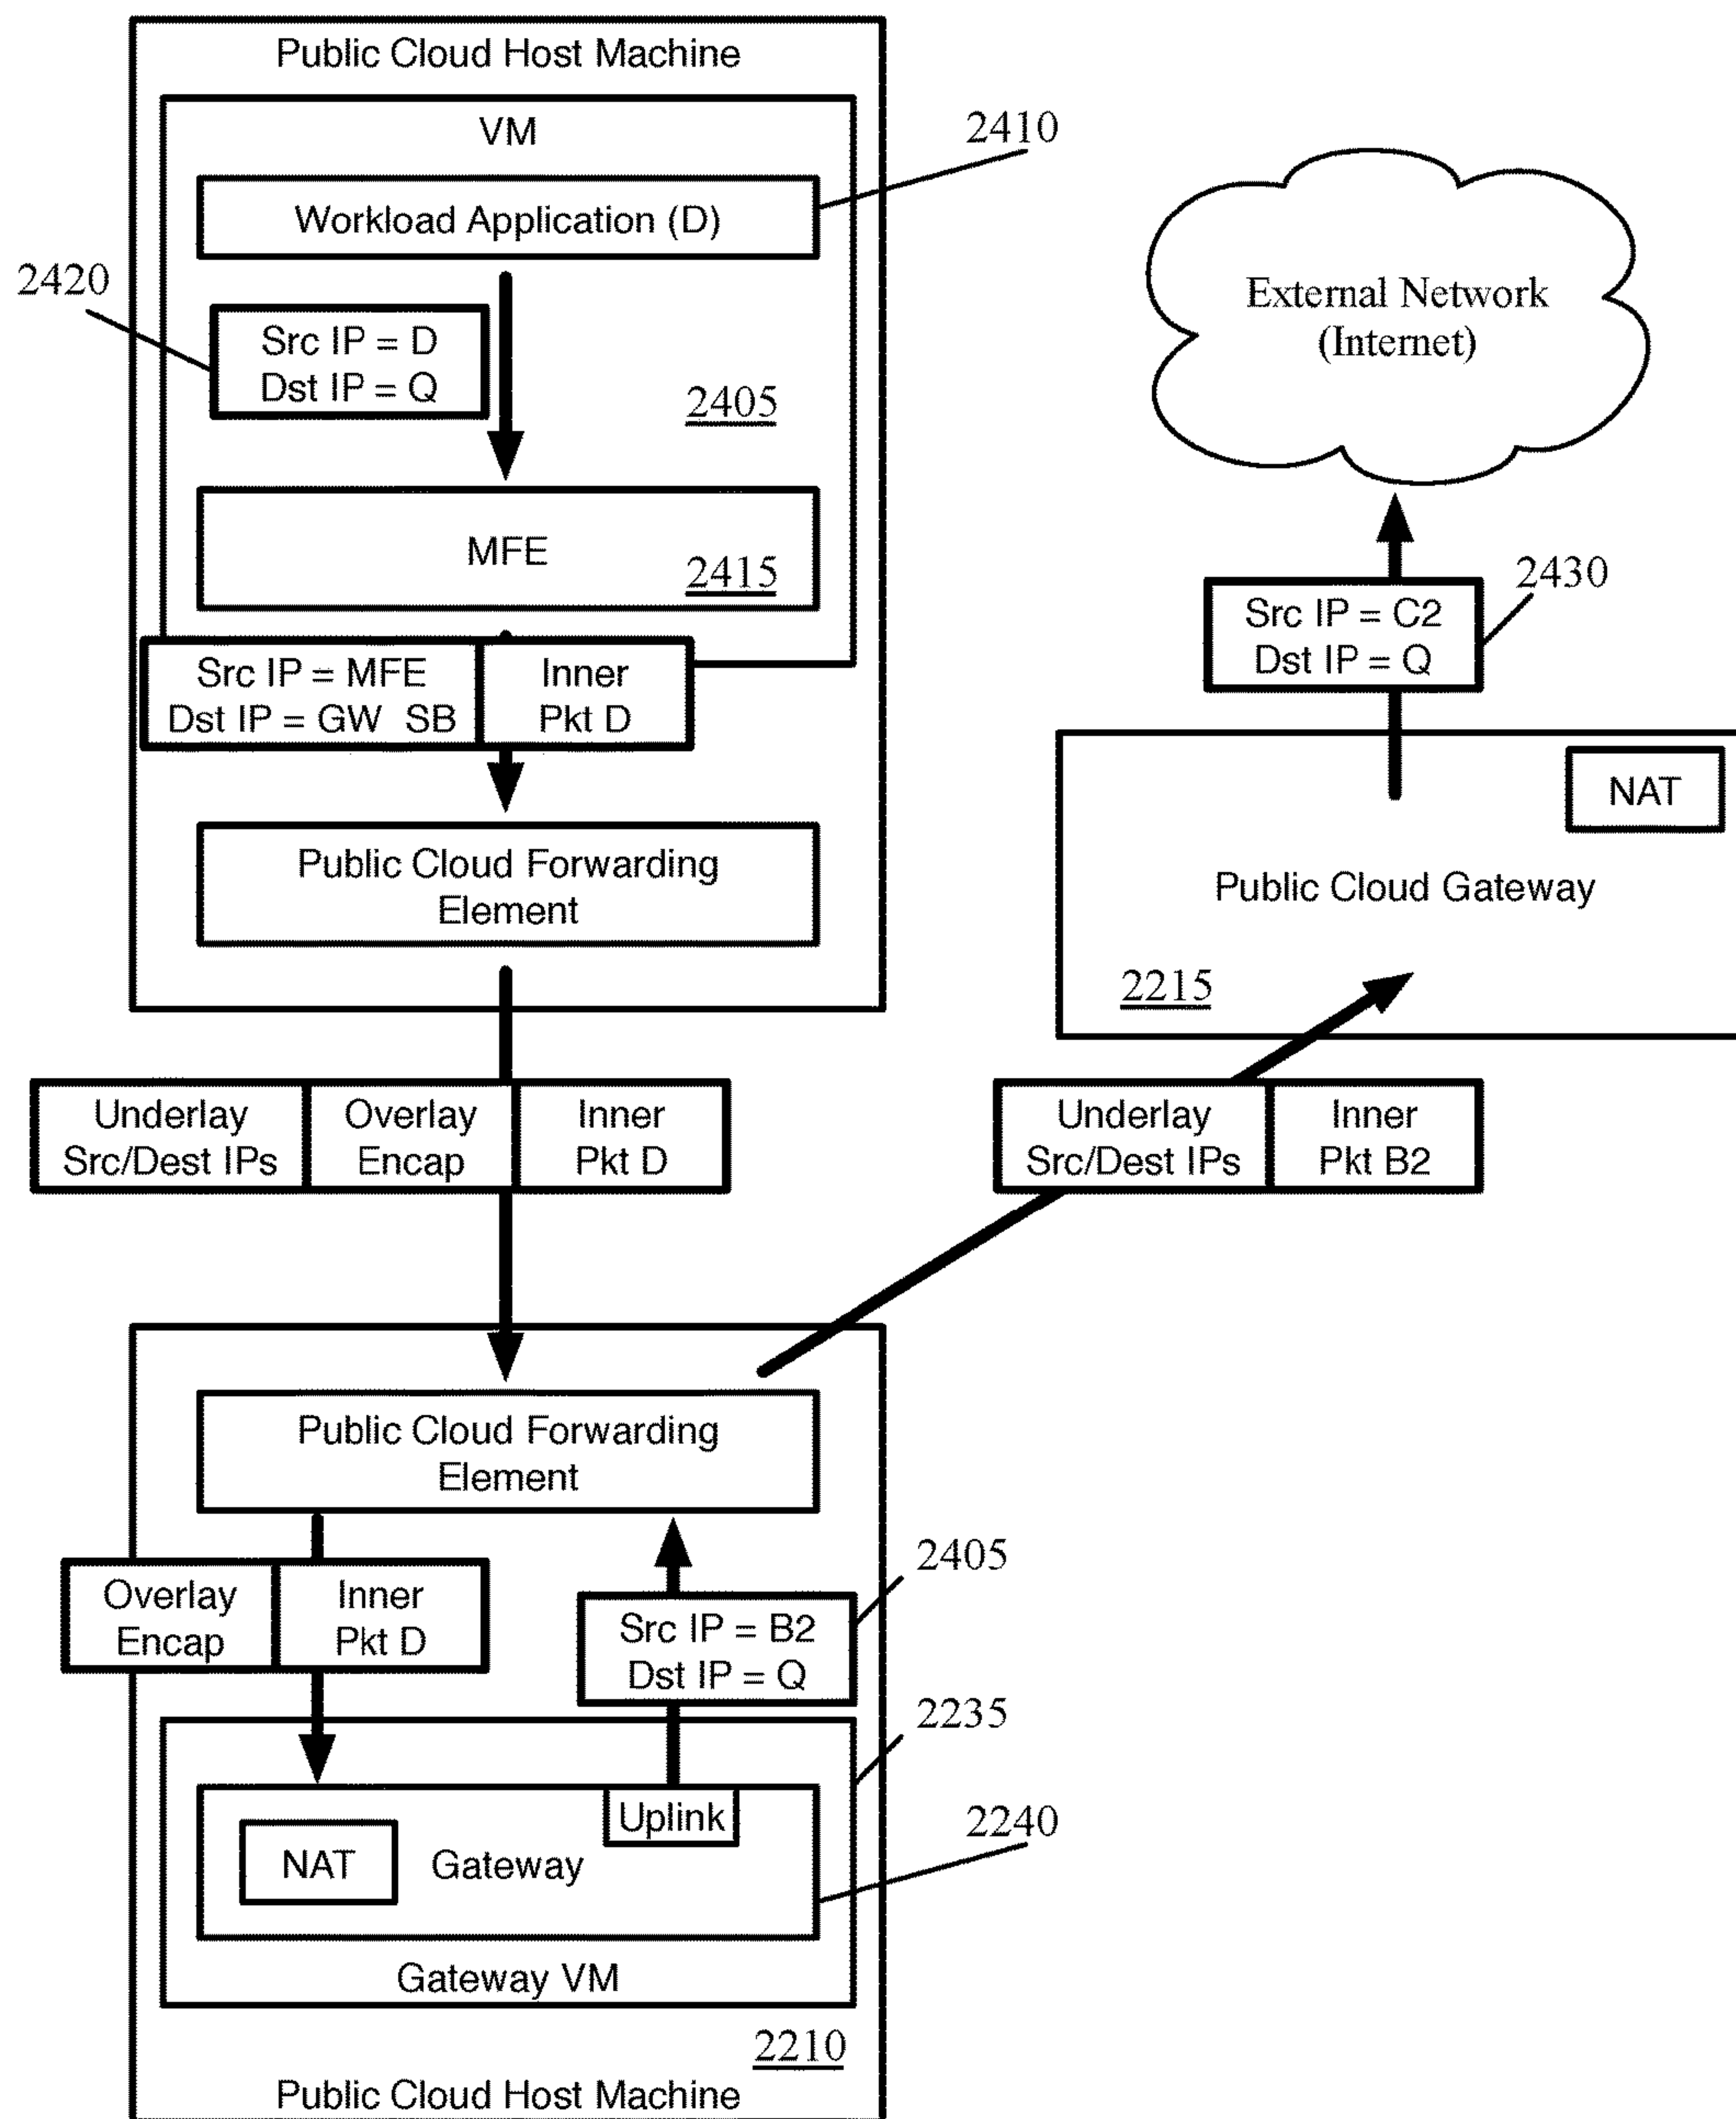 Public Cloud Host Machine
VM
2410
Workload Application (D)
2420
Src IP = D
Dst IP = Q
2405
MFE
2415
Src IP = MFE
Dst IP = GW SB
Inner
Pkt D
Public Cloud Forwarding
Element
Underlay
Src/Dest IPs
Overlay
Encap
Inner
Pkt D
Public Cloud Forwarding
Element
Overlay
Encap
Inner
Pkt D
2405
Src IP = B2
Dst IP = Q
2235
Uplink
NAT
Gateway
2240
Gateway VM
2210
Public Cloud Host Machine
External Network
(Internet)
2430
Src IP = C2
Dst IP = Q
NAT
Public Cloud Gateway
2215
Underlay
Src/Dest IPs
Inner
Pkt B2